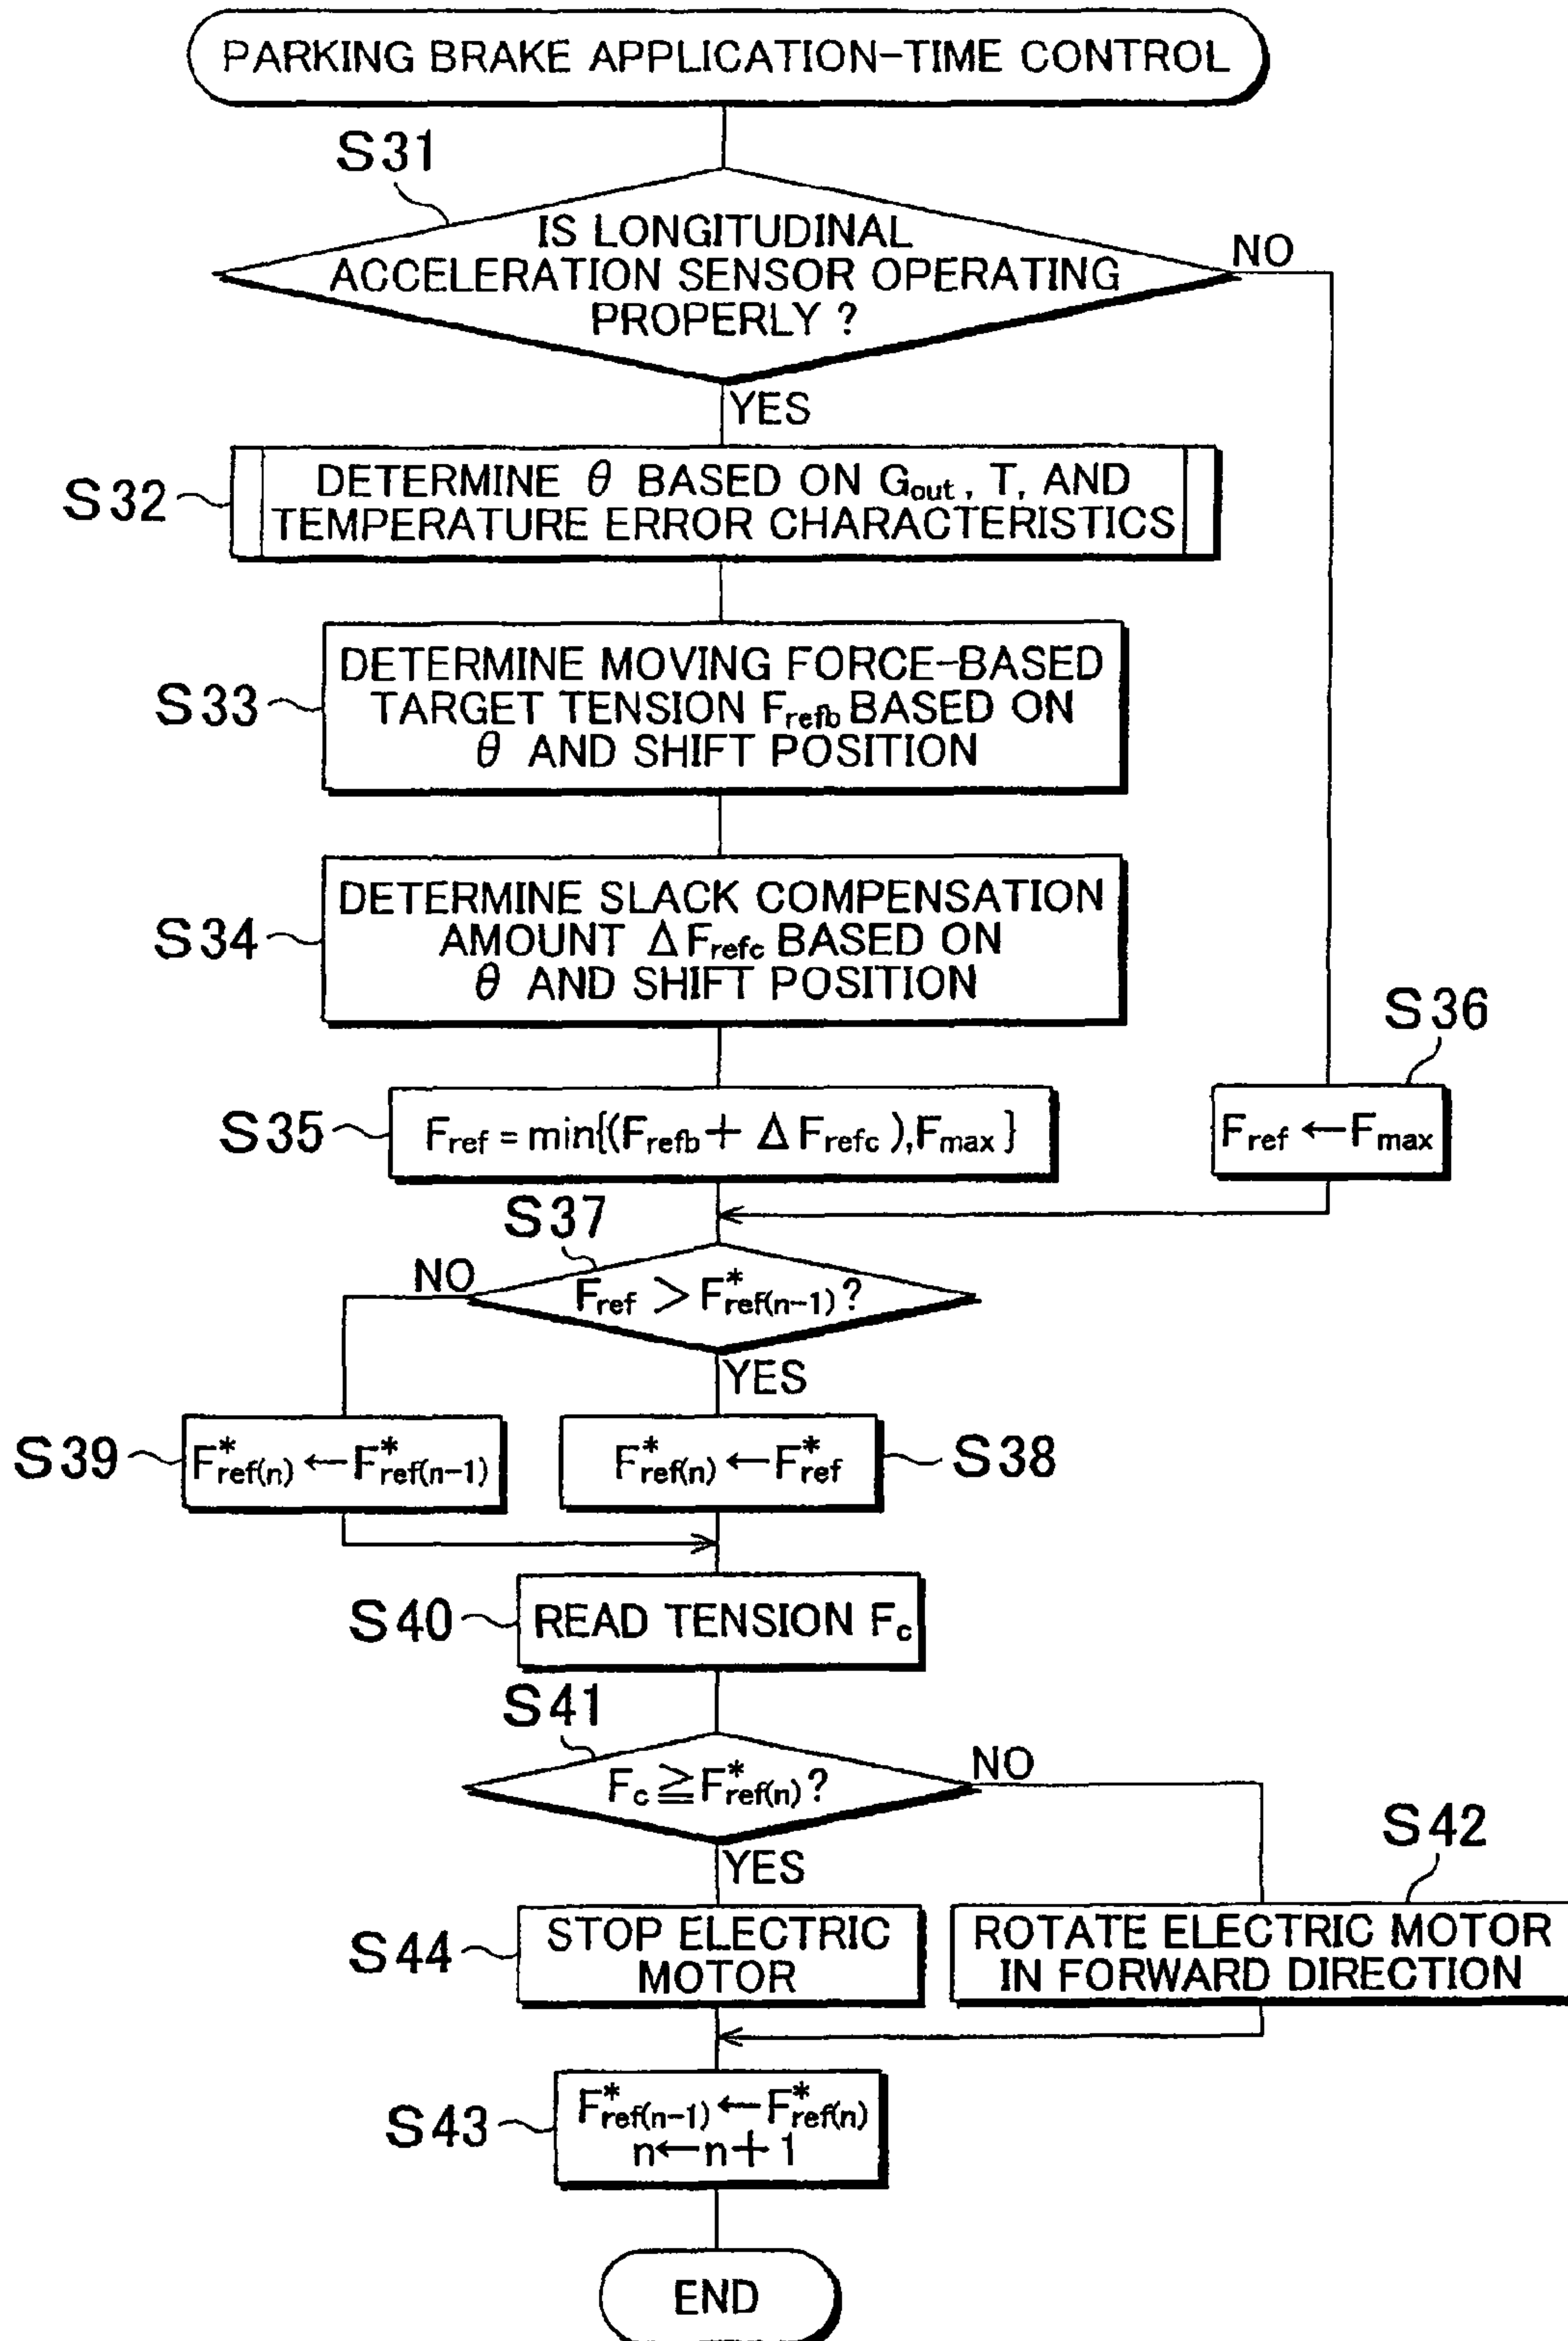 PARKING BRAKE APPLICATION-TIME CONTROL
S31
IS LONGITUDINAL
ACCELERATION SENSOR OPERATING
PROPERLY ?
NO
YES
S32
DETERMINE θ BASED ON Gout, T, AND
TEMPERATURE ERROR CHARACTERISTICS
S33
DETERMINE MOVING FORCE-BASED
TARGET TENSION Frefb BASED ON
θ AND SHIFT POSITION
S34
DETERMINE SLACK COMPENSATION
AMOUNT ΔFrefc BASED ON
θ AND SHIFT POSITION
S35
Fref = min{(Frefb + ΔFrefc),Fmax}
S36
Fref ← Fmax
S37
Fref > F*ref(n-1)?
NO
YES
S39
F*ref(n) ← F*ref(n-1)
F*ref(n) ← F*ref
S38
S40
READ TENSION Fc
S41
Fc ≧ F*ref(n)?
NO
YES
S42
S44
STOP ELECTRIC
MOTOR
ROTATE ELECTRIC MOTOR
IN FORWARD DIRECTION
S43
F*ref(n-1) ← F*ref(n)
n←n+1
END